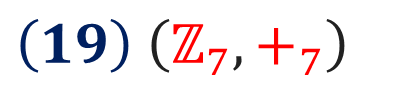 (19) (ℤ₇, +₇)